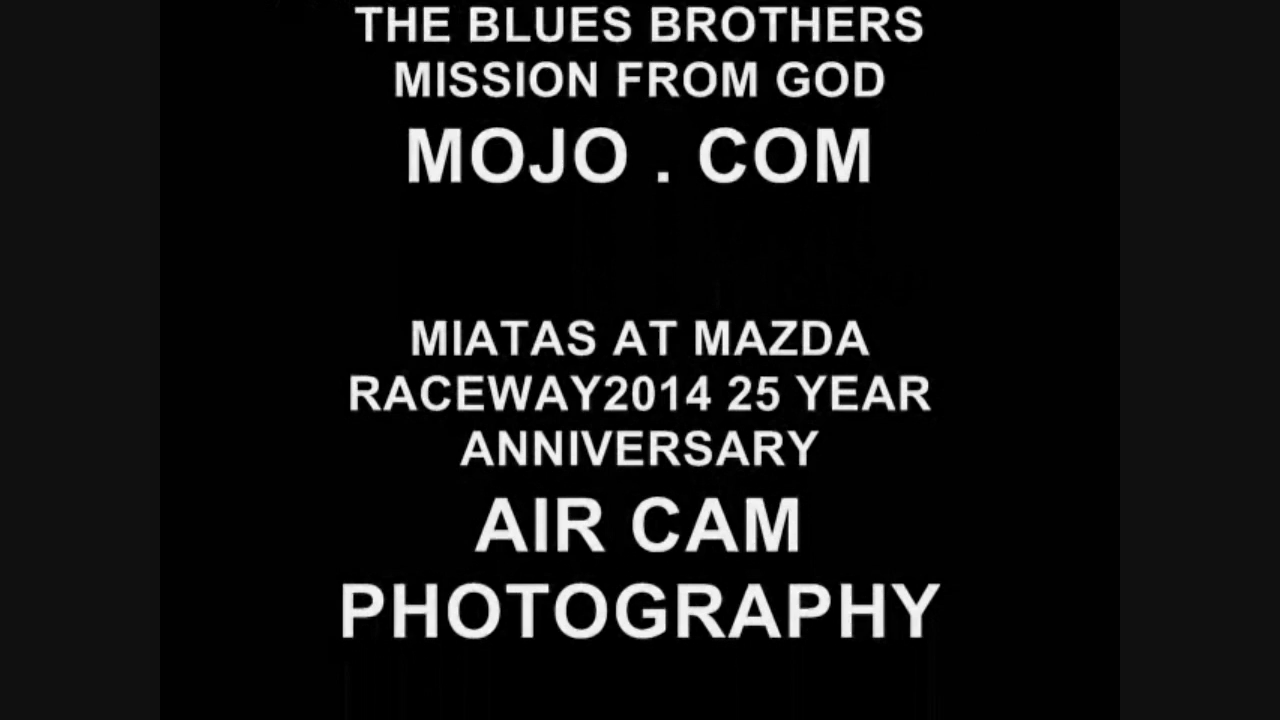 THE BLUES BROTHERS
MISSION FROM GOD
MOJO . COM
MIATAS AT MAZDA
RACEWAY2014 25 YEAR
ANNIVERSARY
AIR CAM
PHOTOGRAPHY